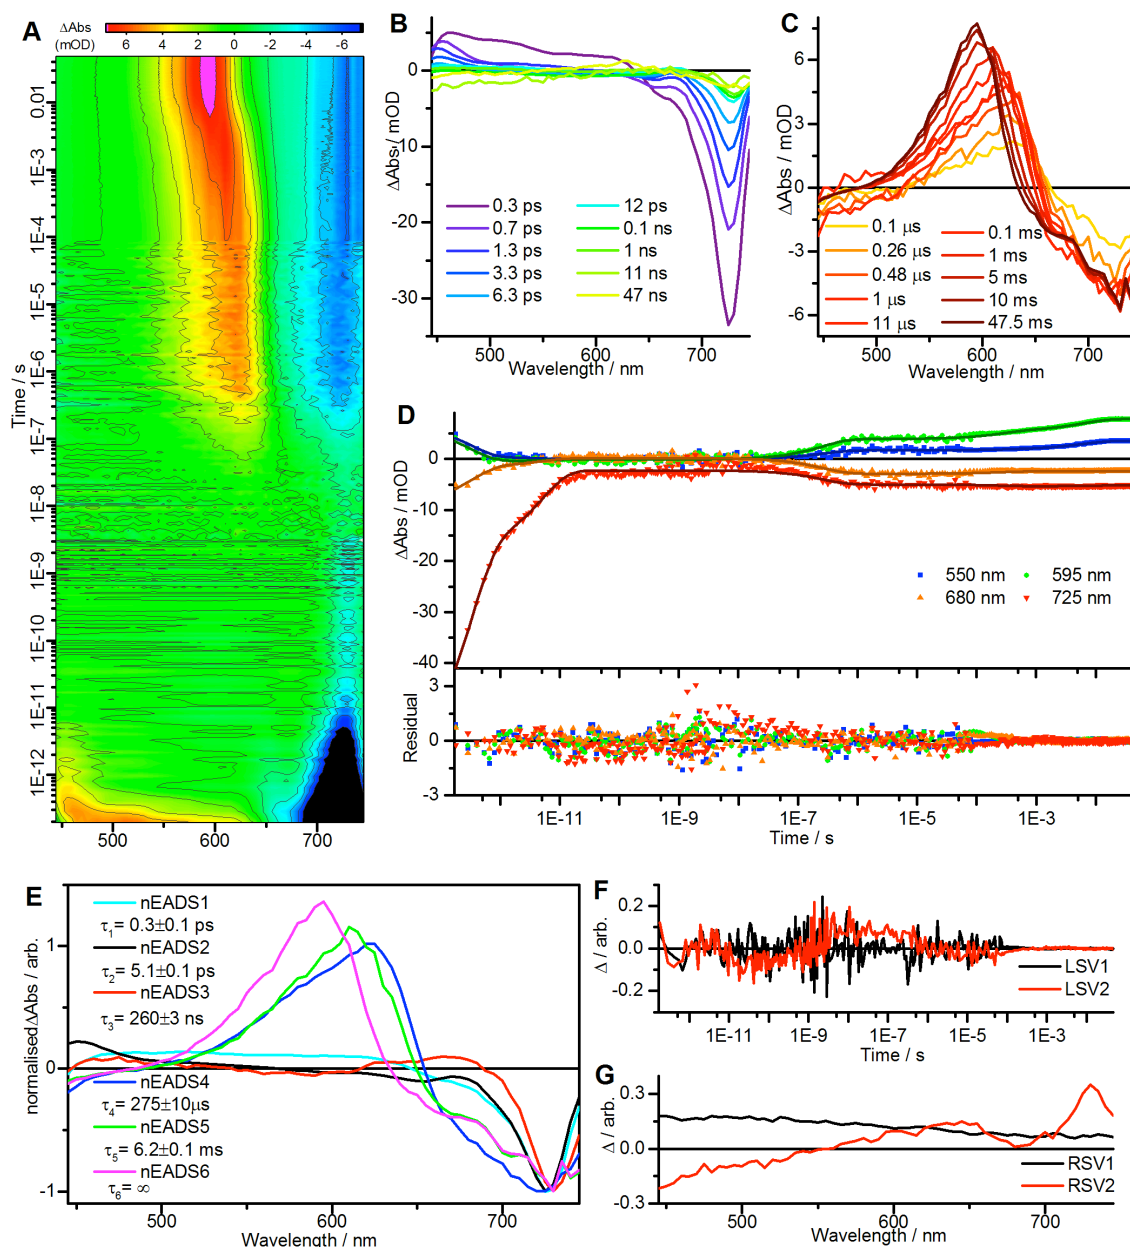 A
ΔAbs
(mOD)
6 4 2 0 -2 -4 -6
0.01
1E-3
1E-4
1E-5
1E-6
1E-7
1E-8
1E-9
1E-10
1E-11
1E-12
Time / s
500 600 700
B
0
-10
-20
-30
ΔAbs/ mOD
0.3 ps 12 ps
0.7 ps 0.1 ns
1.3 ps 1 ns
3.3 ps 11 ns
6.3 ps 47 ns
500 600 700
Wavelength / nm
C
6
3
0
-3
-6
ΔAbs / mOD
0.1 μs 0.1 ms
0.26 μs 1 ms
0.48 μs 5 ms
1 μs 10 ms
11 μs 47.5 ms
500 600 700
Wavelength / nm
D
0
-10
-20
-30
-40
ΔAbs / mOD
550 nm 595 nm
680 nm 725 nm
3
0
-3
Residual
1E-11 1E-9 1E-7 1E-5 1E-3
Time / s
E
1
0
-1
normalisedΔAbs / arb.
nEADS1
τ1= 0.3±0.1 ps
nEADS2
τ2= 5.1±0.1 ps
nEADS3
τ3= 260±3 ns
nEADS4
τ4= 275±10μs
nEADS5
τ5= 6.2±0.1 ms
nEADS6
τ6= ∞
500 600 700
Wavelength / nm
F
0.2
0.0
-0.2
Δ / arb.
LSV1
LSV2
1E-11 1E-9 1E-7 1E-5 1E-3
Time / s
G
0.3
0.0
-0.3
Δ / arb.
RSV1
RSV2
500 600 700
Wavelength / nm